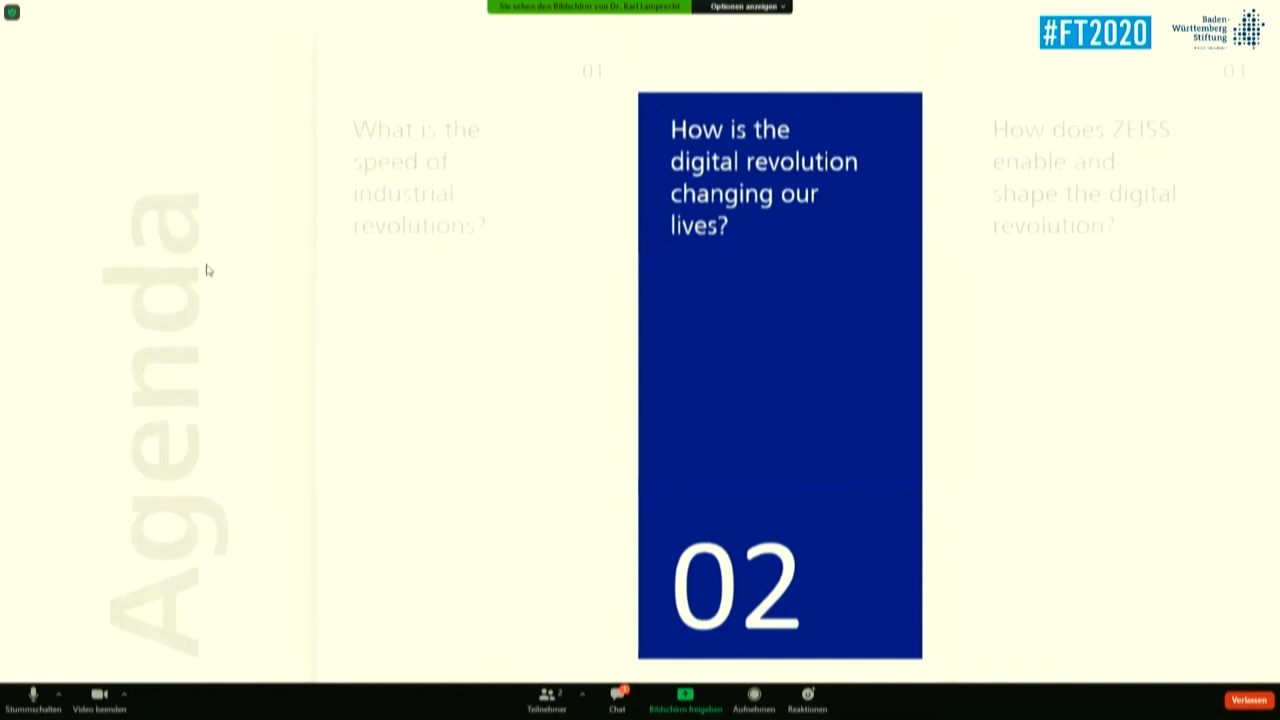 Sie sehen den Bildschirm von Dr. Karl Lamprecht
Optionen anzeigen
#FT2020
Baden-
Württemberg
Stiftung
01
03
What is the
speed of
industrial
revolutions?
How is the
digital revolution
changing our
lives?
How does ZEISS
enable and
shape the digital
revolution?
Agenda
02
Stummschalten
Video beenden
2
Teilnehmer
1
Chat
Bildschirm freigeben
Aufnehmen
Reaktionen
Verlassen